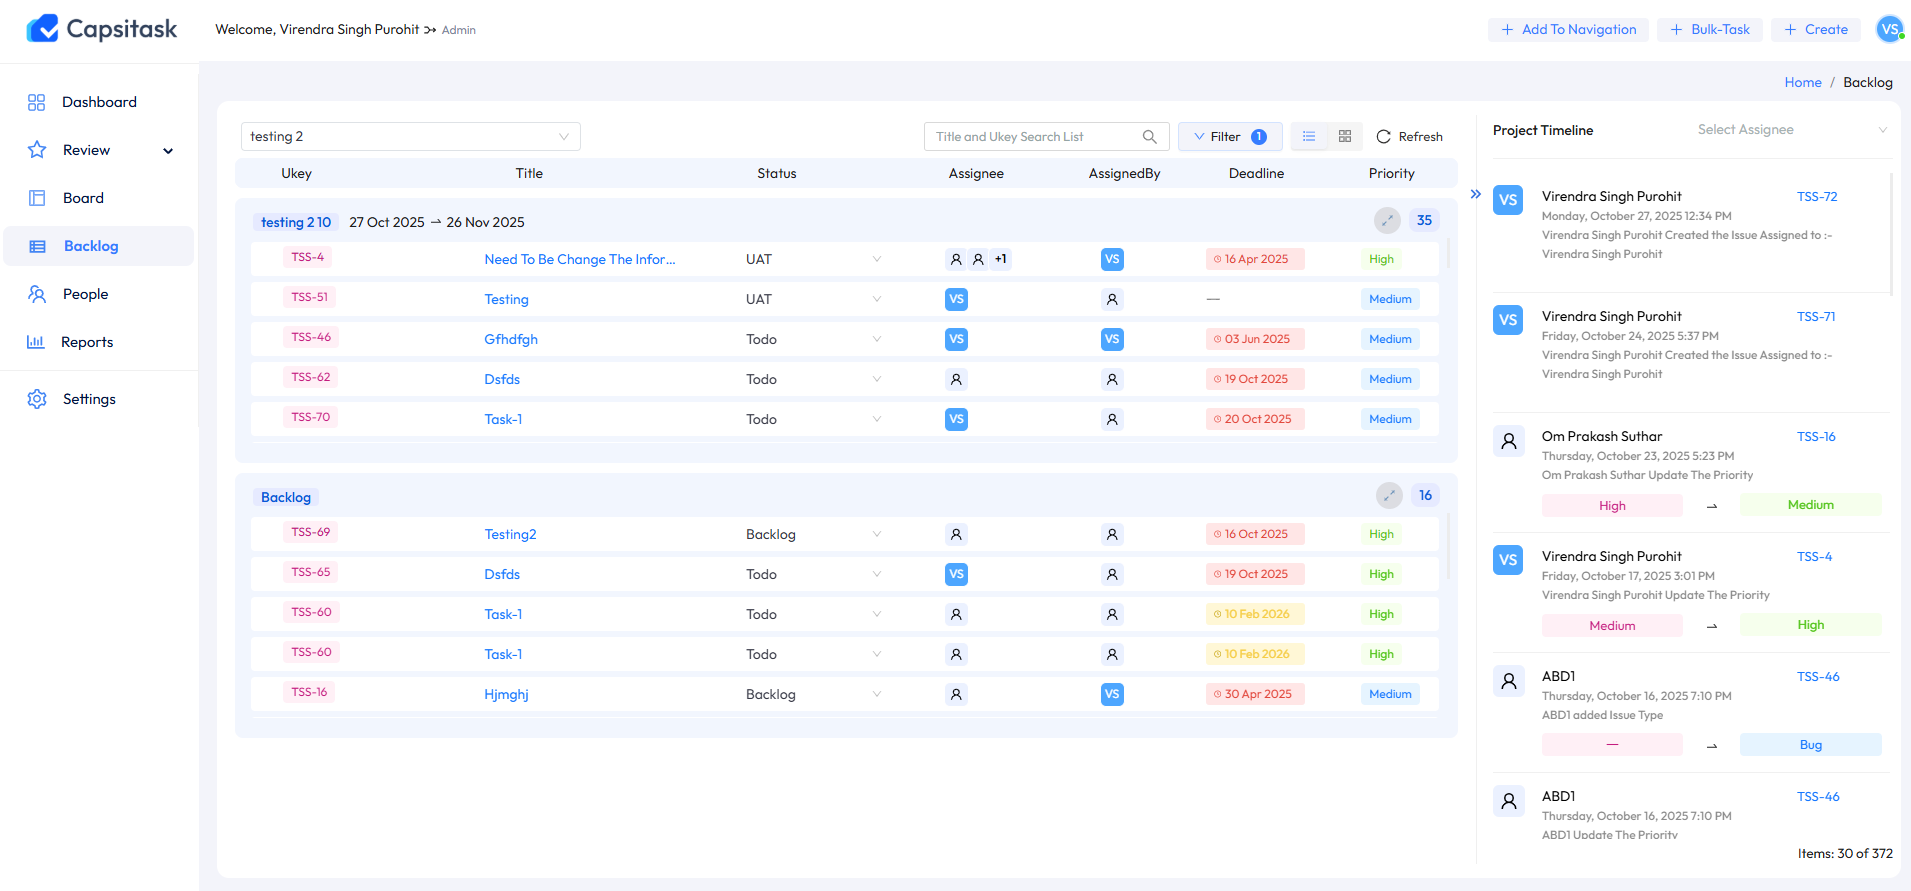 Capsitask
Welcome, Virendra Singh Purohit Admin
Add To Navigation
Bulk-Task
Create
VS
Home / Backlog
Dashboard
Review
Board
Backlog
People
Reports
Settings
testing 2
Title and Ukey Search List
Filter 1
Refresh
Ukey Title Status Assignee AssignedBy Deadline Priority
testing 2 10 27 Oct 2025 → 26 Nov 2025 35
TSS-4 Need To Be Change The Infor... UAT +1 VS 16 Apr 2025 High
TSS-51 Testing UAT VS — Medium
TSS-46 Gfhdfgh Todo VS VS 03 Jun 2025 Medium
TSS-62 Dsfds Todo 19 Oct 2025 Medium
TSS-70 Task-1 Todo VS 20 Oct 2025 Medium
Backlog 16
TSS-69 Testing2 Backlog 16 Oct 2025 High
TSS-65 Dsfds Todo VS 19 Oct 2025 High
TSS-60 Task-1 Todo 10 Feb 2026 High
TSS-60 Task-1 Todo 10 Feb 2026 High
TSS-16 Hjmghj Backlog VS 30 Apr 2025 Medium
Project Timeline Select Assignee
VS Virendra Singh Purohit TSS-72
Monday, October 27, 2025 12:34 PM
Virendra Singh Purohit Created the Issue Assigned to :-
Virendra Singh Purohit
VS Virendra Singh Purohit TSS-71
Friday, October 24, 2025 5:37 PM
Virendra Singh Purohit Created the Issue Assigned to :-
Virendra Singh Purohit
Om Prakash Suthar TSS-16
Thursday, October 23, 2025 5:23 PM
Om Prakash Suthar Update The Priority
High → Medium
VS Virendra Singh Purohit TSS-4
Friday, October 17, 2025 3:01 PM
Virendra Singh Purohit Update The Priority
Medium → High
ABD1 TSS-46
Thursday, October 16, 2025 7:10 PM
ABD1 added Issue Type
— → Bug
ABD1 TSS-46
Thursday, October 16, 2025 7:10 PM
ABD1 Update The Priority
Items: 30 of 372